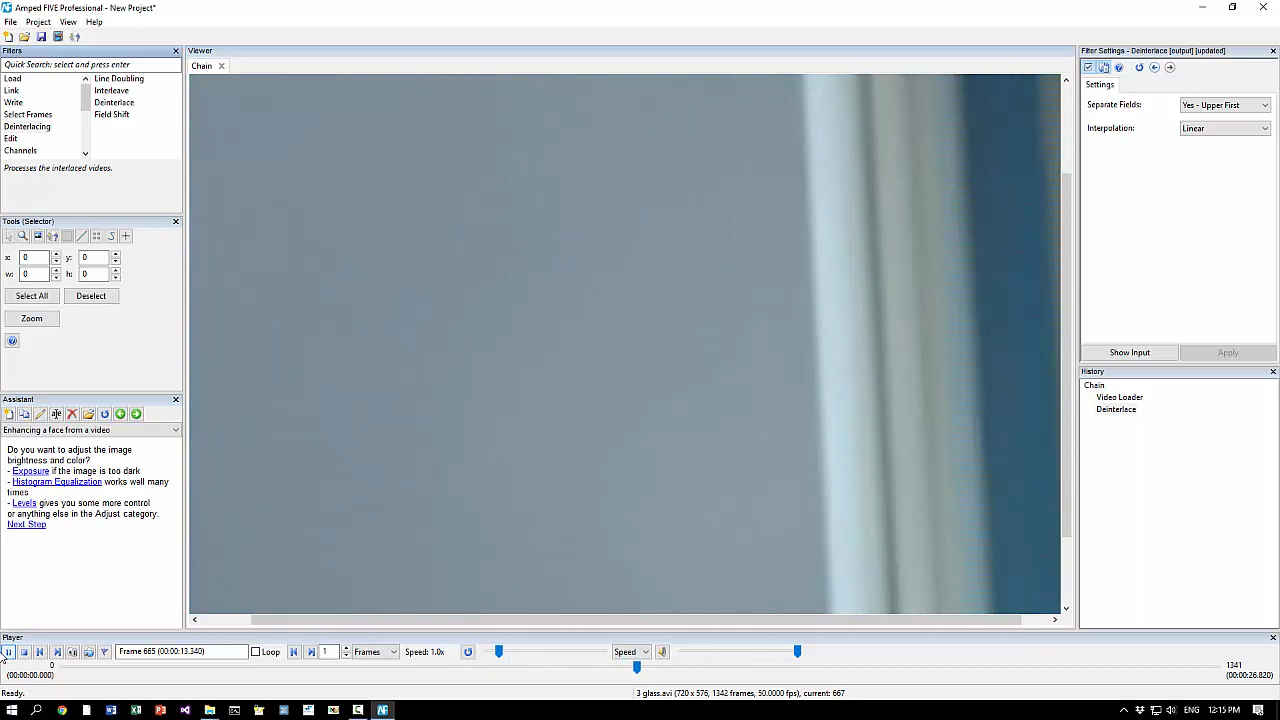 Amped FIVE Professional - New Project*
File Project View Help
Filters
Quick Search: select and press enter
Load
Link
Write
Select Frames
Deinterlacing
Edit
Channels
Line Doubling
Interleave
Deinterlace
Field Shift
Processes the interlaced videos.
Tools (Selector)
x: 0 y: 0
w: 0 h: 0
Select All Deselect
Zoom
Assistant
Enhancing a face from a video
Do you want to adjust the image
brightness and color?
- Exposure if the image is too dark
- Histogram Equalization works well many
times
- Levels gives you some more control
or anything else in the Adjust category.
Next Step
Viewer
Chain
Filter Settings - Deinterlace [output] [updated]
Settings
Separate Fields: Yes - Upper First
Interpolation: Linear
Show Input Apply
History
Chain
Video Loader
Deinterlace
Player
Frame 665 (00:00:13.340) Loop 1 Frames Speed: 1.0x Speed
0 1341
(00:00:00.000) (00:00:26.820)
Ready. 3 glass.avi (720 x 576, 1342 frames, 50.0000 fps), current: 667
ENG 12:15 PM